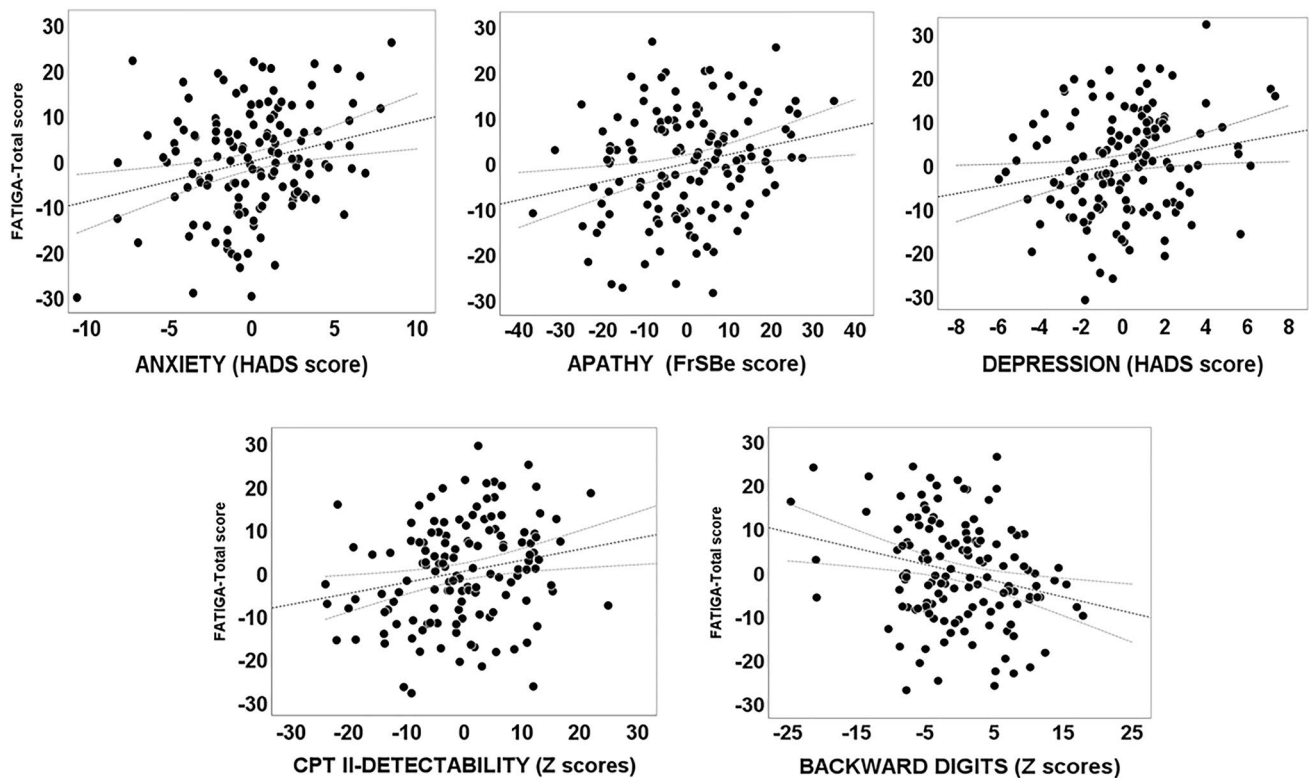 30
20
10
0
-10
-20
-30
FATIGA-Total score
-10 -5 0 5 10
ANXIETY (HADS score)
30
20
10
0
-10
-20
-30
-40 -30 -20 -10 0 10 20 30 40
APATHY (FrSBe score)
30
20
10
0
-10
-20
-30
-8 -6 -4 -2 0 2 4 6 8
DEPRESSION (HADS score)
30
20
10
0
-10
-20
-30
FATIGA-Total score
-30 -20 -10 0 10 20 30
CPT II-DETECTABILITY (Z scores)
30
20
10
0
-10
-20
-30
FATIGA-Total score
-25 -15 -5 5 15 25
BACKWARD DIGITS (Z scores)